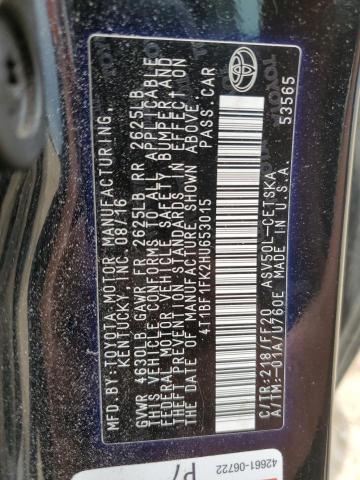 MFD.BY:TOYOTA MOTOR MANUFACTURING,
KENTUCKY, INC. 08/16
GVWR 4630LB GAWR FR 2625LB RR 2625LB
THIS VEHICLE CONFORMS TO ALL APPLICABLE
FEDERAL MOTOR VEHICLE SAFETY, BUMPER, AND
THEFT PREVENTION STANDARDS IN EFFECT ON
THE DATE OF MANUFACTURE SHOWN ABOVE.
4T1BF1FK2HU653015 PASS CAR
C/TR:218/FF20 ASV50L-CETSKA
A/TM:-01A/U760E MADE IN U.S.A.
53565
TOYOTA
42661-06722
P7